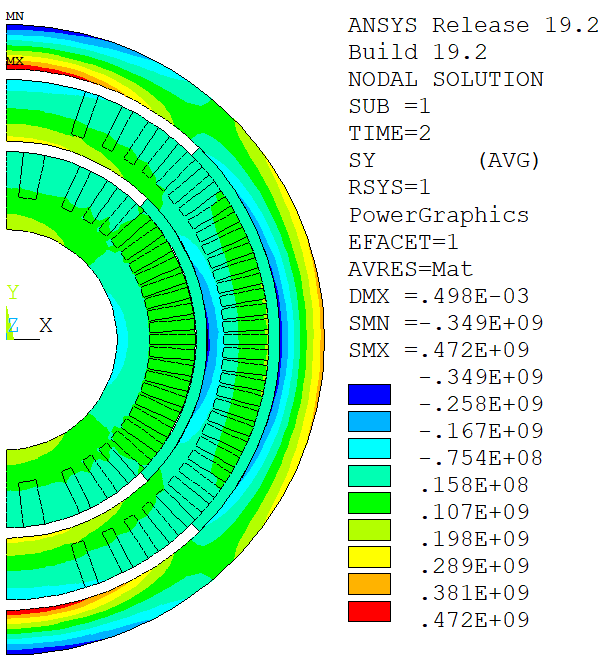 MN
MX
ANSYS Release 19.2
Build 19.2
NODAL SOLUTION
SUB =1
TIME=2
SY (AVG)
RSYS=1
PowerGraphics
EFACET=1
AVRES=Mat
DMX =.498E-03
SMN =-.349E+09
SMX =.472E+09
-.349E+09
-.258E+09
-.167E+09
-.754E+08
.158E+08
.107E+09
.198E+09
.289E+09
.381E+09
.472E+09
Y
Z X